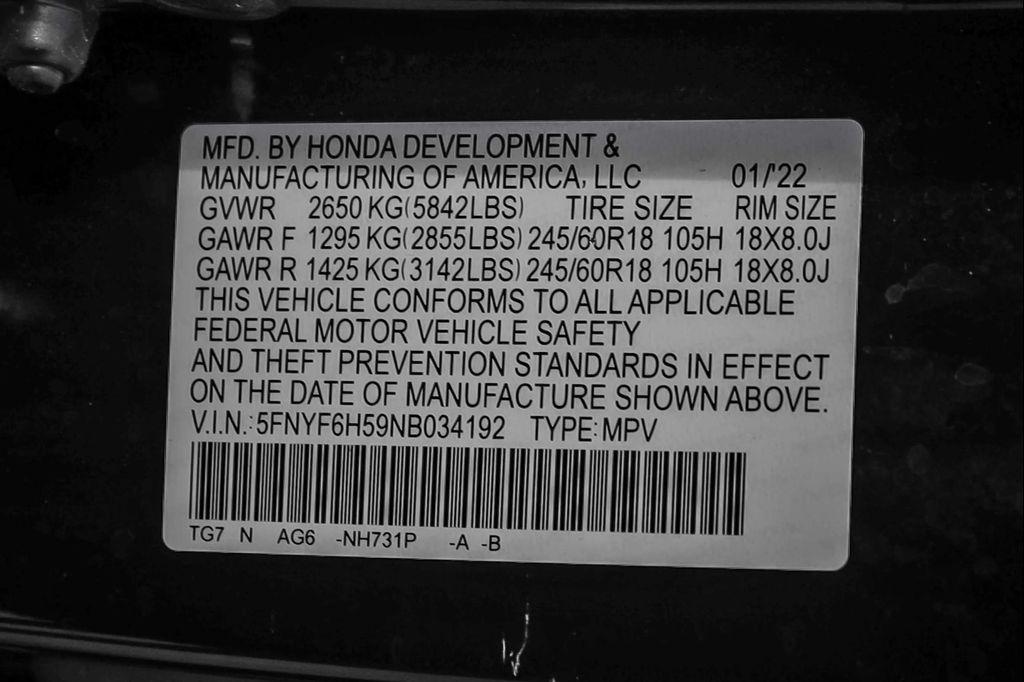 MFD. BY HONDA DEVELOPMENT &
MANUFACTURING OF AMERICA, LLC 01/'22
GVWR 2650 KG(5842LBS) TIRE SIZE RIM SIZE
GAWR F 1295 KG(2855LBS) 245/60R18 105H 18X8.0J
GAWR R 1425 KG(3142LBS) 245/60R18 105H 18X8.0J
THIS VEHICLE CONFORMS TO ALL APPLICABLE
FEDERAL MOTOR VEHICLE SAFETY
AND THEFT PREVENTION STANDARDS IN EFFECT
ON THE DATE OF MANUFACTURE SHOWN ABOVE.
V.I.N.:5FNYF6H59NB034192 TYPE:MPV
TG7 N AG6 -NH731P -A -B